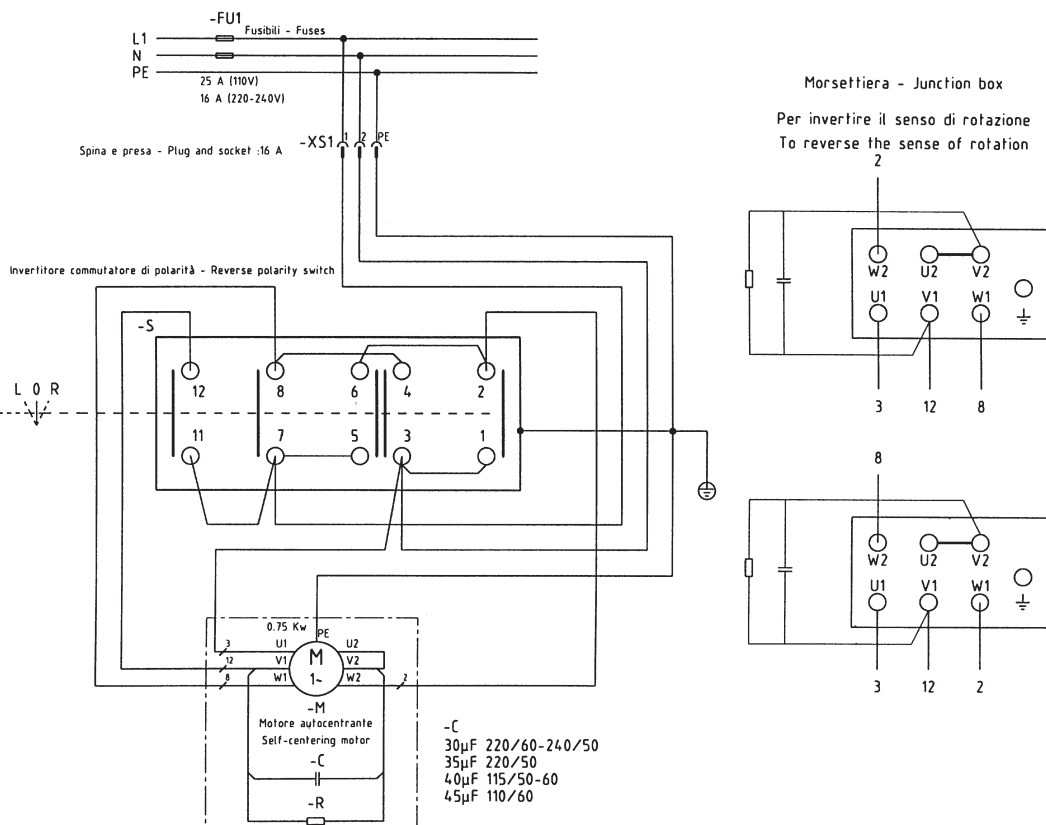 -FU1
Fusibili - Fuses
L1
N
PE
25 A (110V)
16 A (220-240V)
-XS1
1
2
PE
Spina e presa - Plug and socket :16 A
Invertitore commutatore di polarità - Reverse polarity switch
-S
12
8
6
4
2
L O R
11
7
5
3
1
0.75 Kw
PE
3
U1
U2
12
V1
M
V2
8
W1
1~
W2
2
-M
Motore autocentrante
Self-centering motor
-C
-R
-C
30µF 220/60-240/50
35µF 220/50
40µF 115/50-60
45µF 110/60
Morsettiera - Junction box
Per invertire il senso di rotazione
To reverse the sense of rotation
2
W2
U2
V2
U1
V1
W1
3
12
8
8
W2
U2
V2
U1
V1
W1
3
12
2